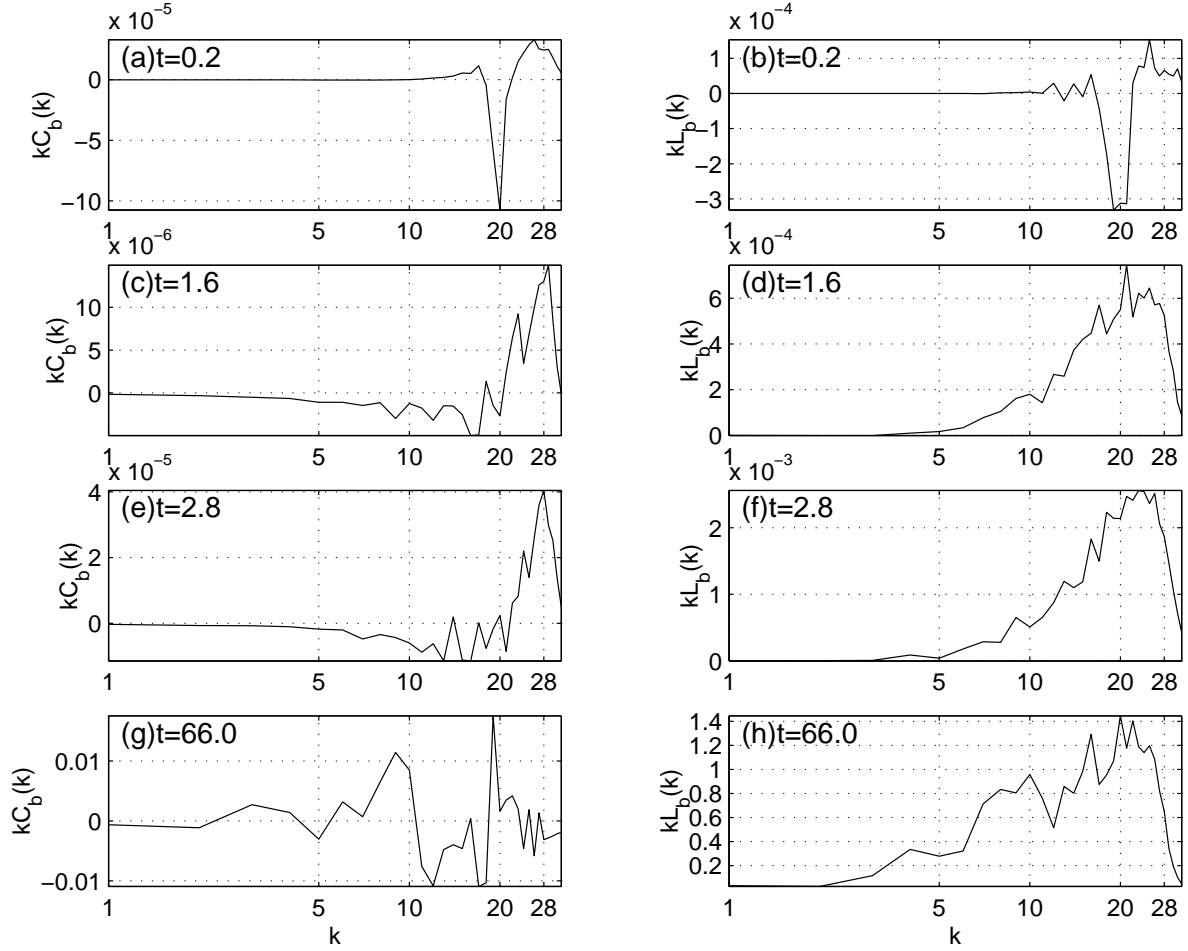 x 10^−5
(a)t=0.2
0
−5
−10
kC_b(k)
1 5 10 20 28
x 10^−4
(b)t=0.2
1
0
−1
−2
−3
kL_b(k)
1 5 10 20 28
x 10^−6
(c)t=1.6
10
5
0
kC_b(k)
1 5 10 20 28
x 10^−4
(d)t=1.6
6
4
2
0
kL_b(k)
1 5 10 20 28
x 10^−5
(e)t=2.8
4
2
0
kC_b(k)
1 5 10 20 28
x 10^−3
(f)t=2.8
2
1
0
kL_b(k)
1 5 10 20 28
(g)t=66.0
0.01
0
−0.01
kC_b(k)
1 5 10 20 28
k
(h)t=66.0
1.4
1.2
1
0.8
0.6
0.4
0.2
kL_b(k)
1 5 10 20 28
k